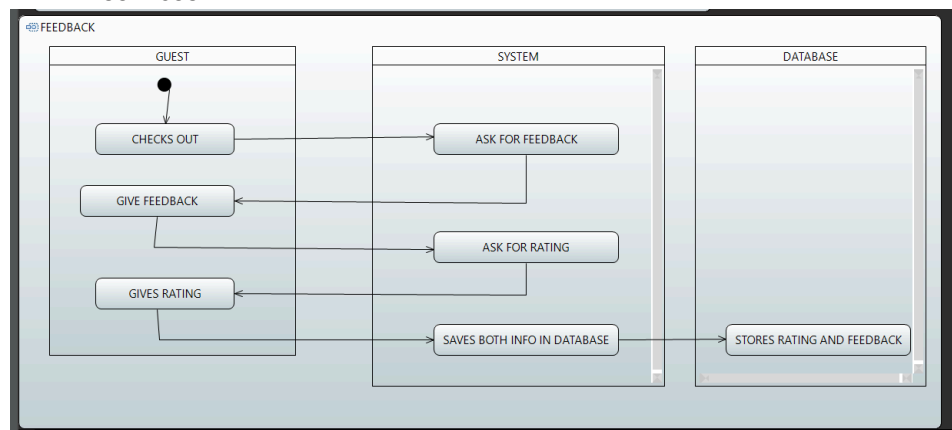 FEEDBACK
GUEST
SYSTEM
DATABASE
CHECKS OUT
ASK FOR FEEDBACK
GIVE FEEDBACK
ASK FOR RATING
GIVES RATING
SAVES BOTH INFO IN DATABASE
STORES RATING AND FEEDBACK